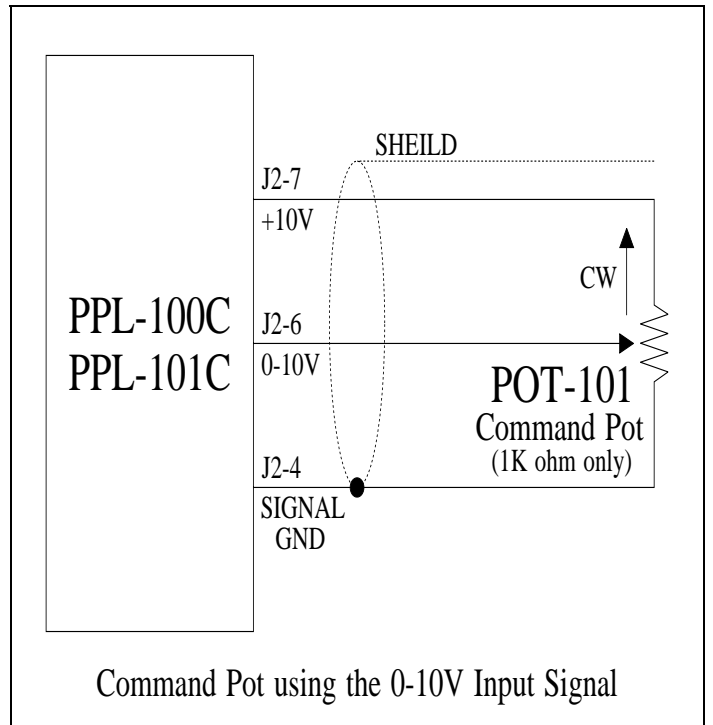 SHEILD
J2-7
+10V
CW
PPL-100C
PPL-101C
J2-6
0-10V
POT-101
Command Pot
(1K ohm only)
J2-4
SIGNAL
GND
Command Pot using the 0-10V Input Signal